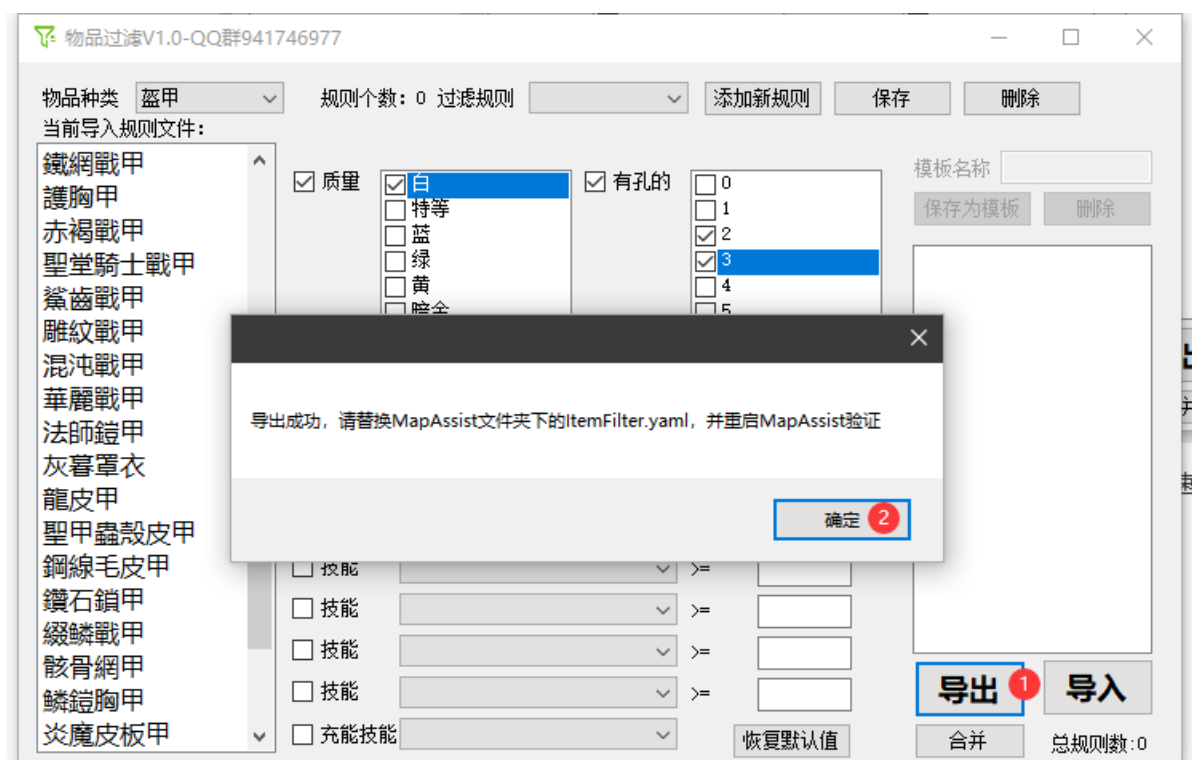 物品过滤V1.0-QQ群941746977
物品种类 盔甲 规则个数: 0 过滤规则 添加新规则 保存 删除
当前导入规则文件:
鐵網戰甲
護胸甲
赤褐戰甲
聖堂騎士戰甲
鯊齒戰甲
雕紋戰甲
混沌戰甲
華麗戰甲
法師鎧甲
灰暮罩衣
龍皮甲
聖甲蟲殼皮甲
鋼線毛皮甲
鑽石鎖甲
綴鱗戰甲
骸骨網甲
鱗鎧胸甲
炎魔皮板甲
质量
白
特等
蓝
绿
黄
暗金
有孔的
0
1
2
3
4
5
模板名称
保存为模板 删除
导出成功，请替换MapAssist文件夹下的ItemFilter.yaml，并重启MapAssist验证
确定 2
技能 >=
技能 >=
技能 >=
技能 >=
充能技能
恢复默认值
导出 1 导入
合并 总规则数:0